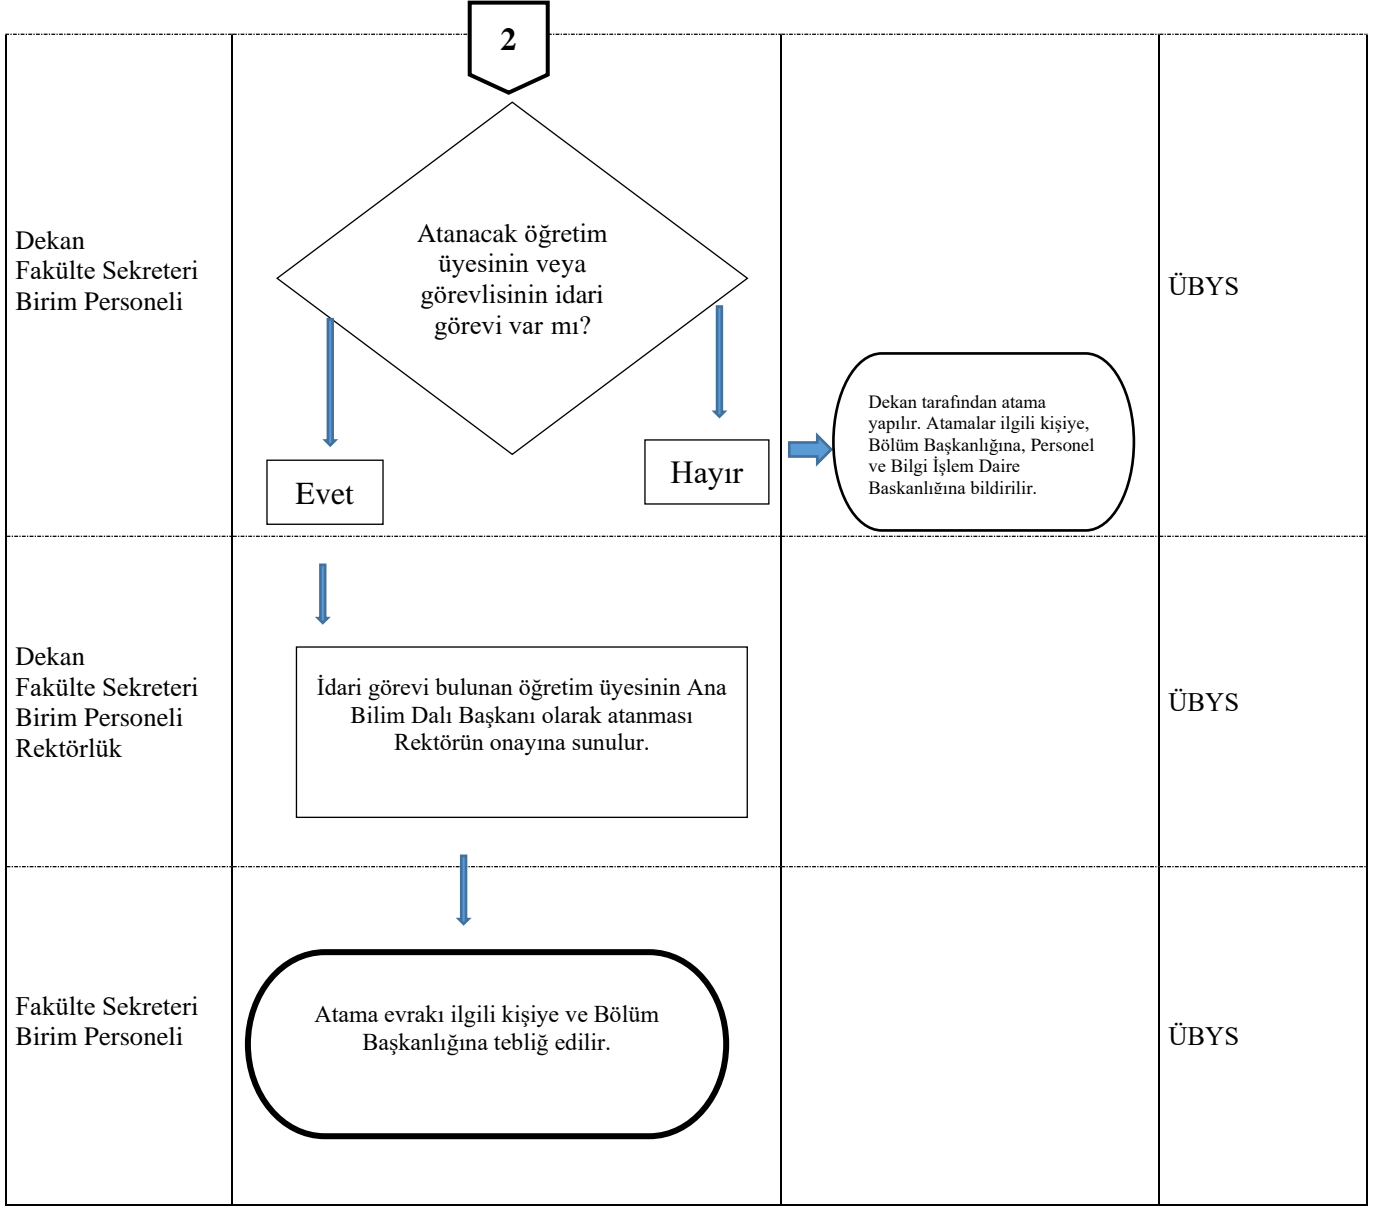 2
Dekan
Fakülte Sekreteri
Birim Personeli
Atanacak öğretim
üyesinin veya
görevlisinin idari
görevi var mı?
ÜBYS
Evet
Hayır
Dekan tarafından atama
yapılır. Atamalar ilgili kişiye,
Bölüm Başkanlığına, Personel
ve Bilgi İşlem Daire
Başkanlığına bildirilir.
Dekan
Fakülte Sekreteri
Birim Personeli
Rektörlük
İdari görevi bulunan öğretim üyesinin Ana
Bilim Dalı Başkanı olarak atanması
Rektörün onayına sunulur.
ÜBYS
Fakülte Sekreteri
Birim Personeli
Atama evrakı ilgili kişiye ve Bölüm
Başkanlığına tebliğ edilir.
ÜBYS